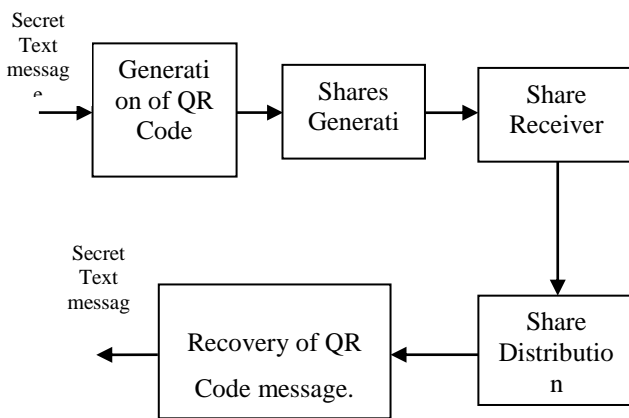 Secret
Text
messag
e
Generati
on of QR
Code
Shares
Generati
Share
Receiver
Secret
Text
messag
Recovery of QR
Code message.
Share
Distributio
n